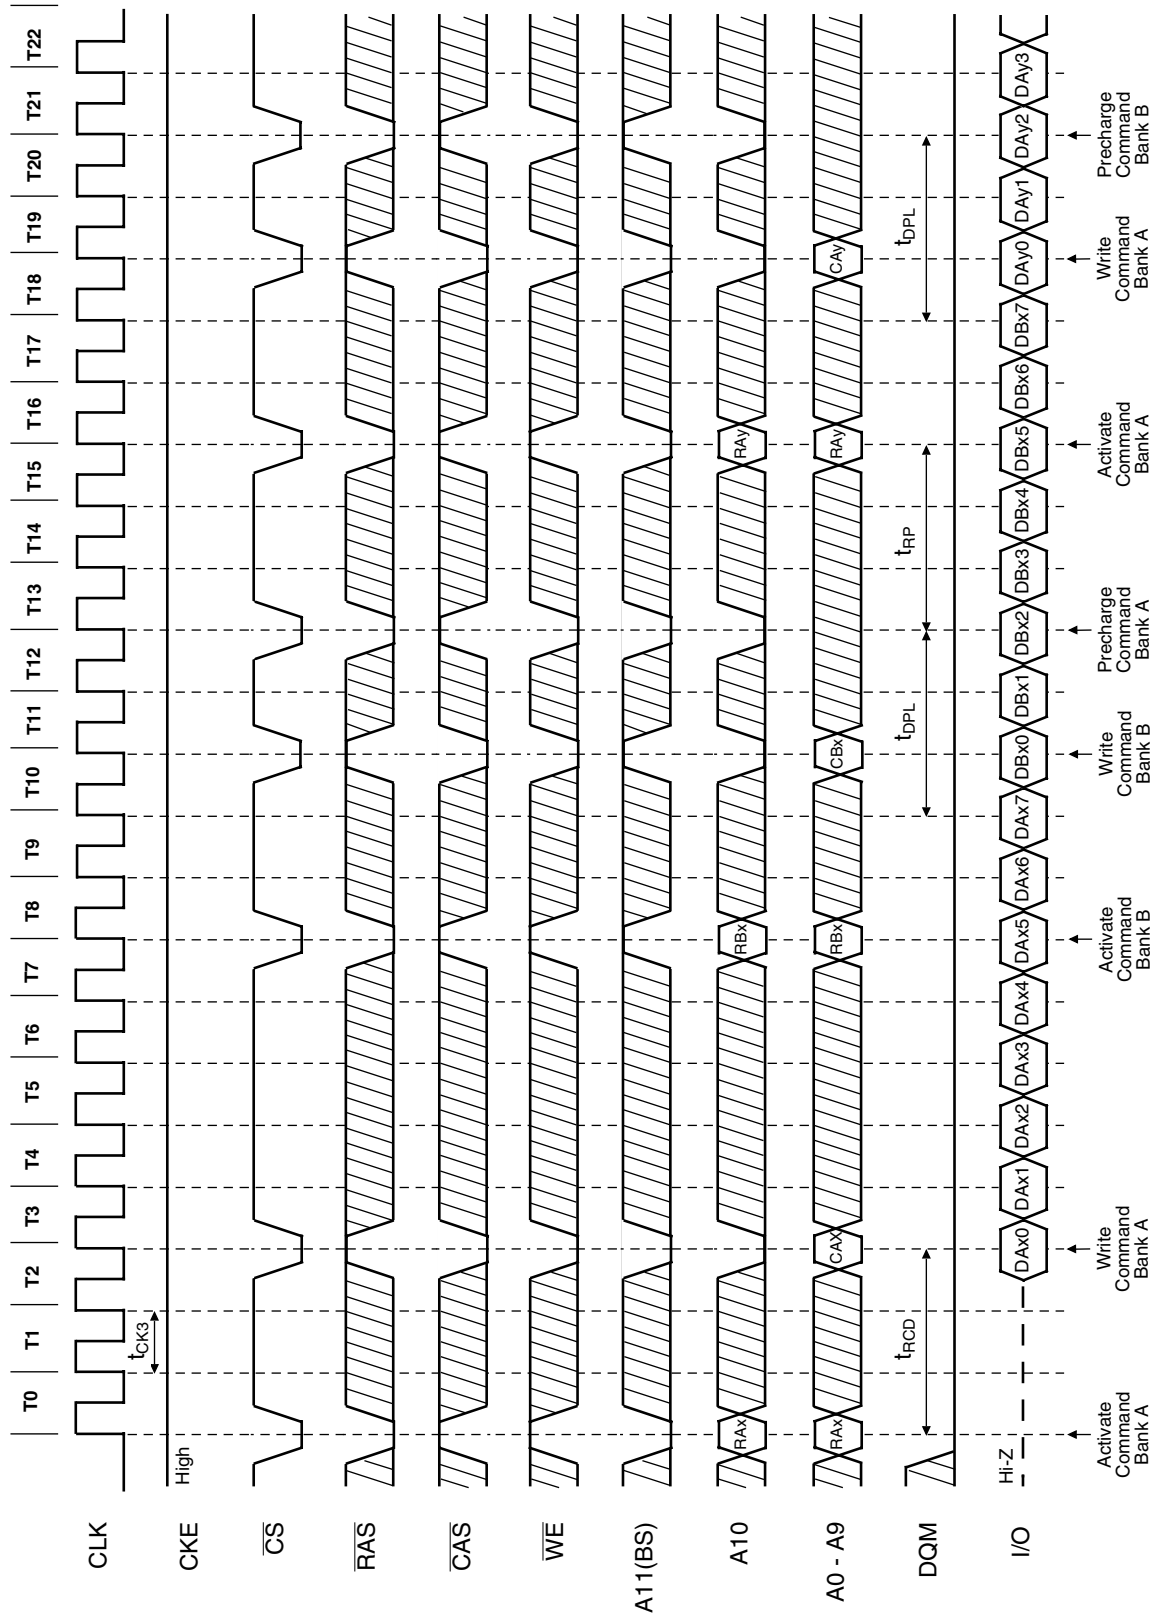 T0 T1 T2 T3 T4 T5 T6 T7 T8 T9 T10 T11 T12 T13 T14 T15 T16 T17 T18 T19 T20 T21 T22
CLK
tCK3
CKE
High
CS
RAS
CAS
WE
A11(BS)
A10
RAx RBx RAy
A0 - A9
RAx CAX RBx CBx RAy CAy
DQM
tRCD tDPL tRP tDPL
I/O
Hi-Z
DAx0 DAx1 DAx2 DAx3 DAx4 DAx5 DAx6 DAx7 DBx0 DBx1 DBx2 DBx3 DBx4 DBx5 DBx6 DBx7 DAy0 DAy1 DAy2 DAy3
Activate
Command
Bank A
Write
Command
Bank A
Activate
Command
Bank B
Write
Command
Bank B
Precharge
Command
Bank A
Activate
Command
Bank A
Write
Command
Bank A
Precharge
Command
Bank B